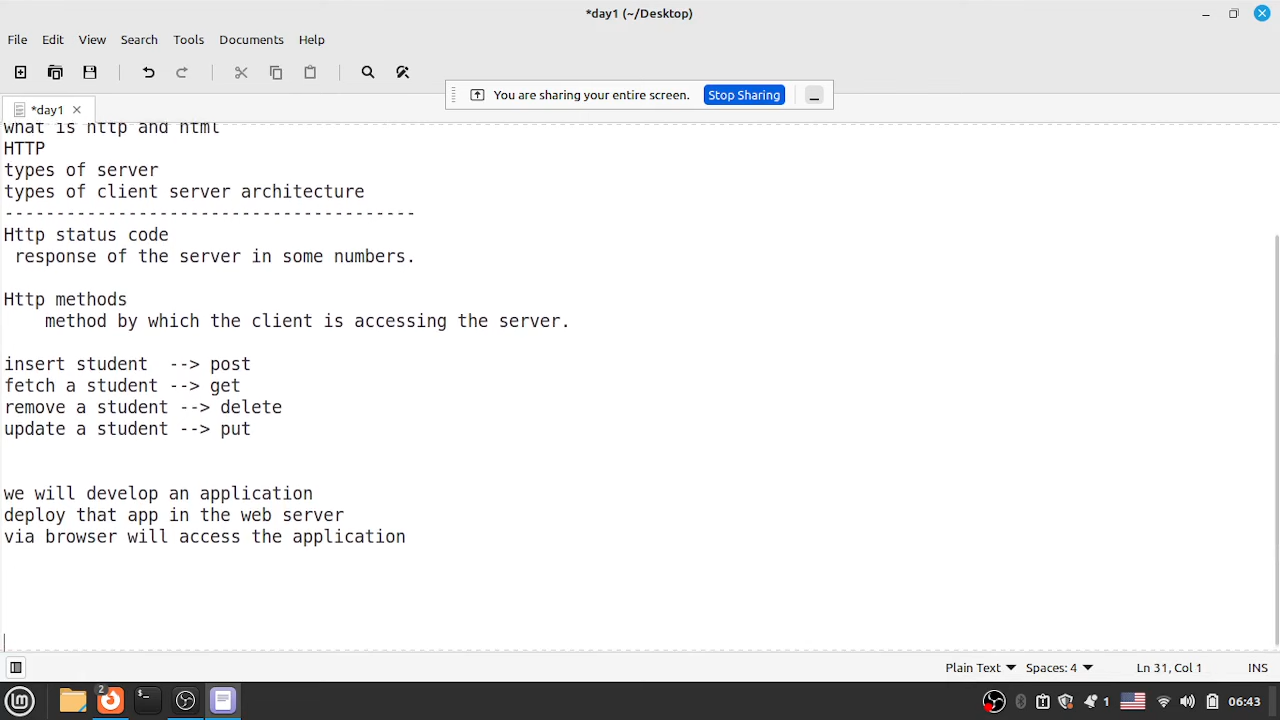 *day1 (~/Desktop)
File Edit View Search Tools Documents Help
You are sharing your entire screen. Stop Sharing
*day1
what is http and html
HTTP
types of server
types of client server architecture
----------------------------------------
Http status code
response of the server in some numbers.
Http methods
method by which the client is accessing the server.
insert student --> post
fetch a student --> get
remove a student --> delete
update a student --> put
we will develop an application
deploy that app in the web server
via browser will access the application
Plain Text Spaces: 4 Ln 31, Col 1 INS
2 1 06:43